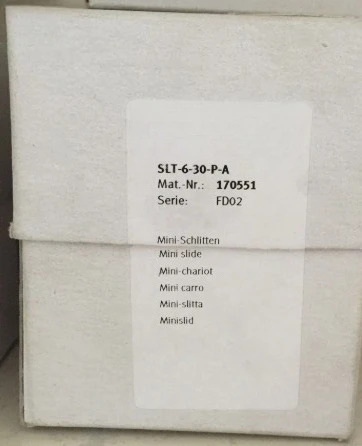 SLT-6-30-P-A
Mat.-Nr.: 170551
Serie: FD02
Mini-Schlitten
Mini slide
Mini-chariot
Mini carro
Mini-slitta
Minislid